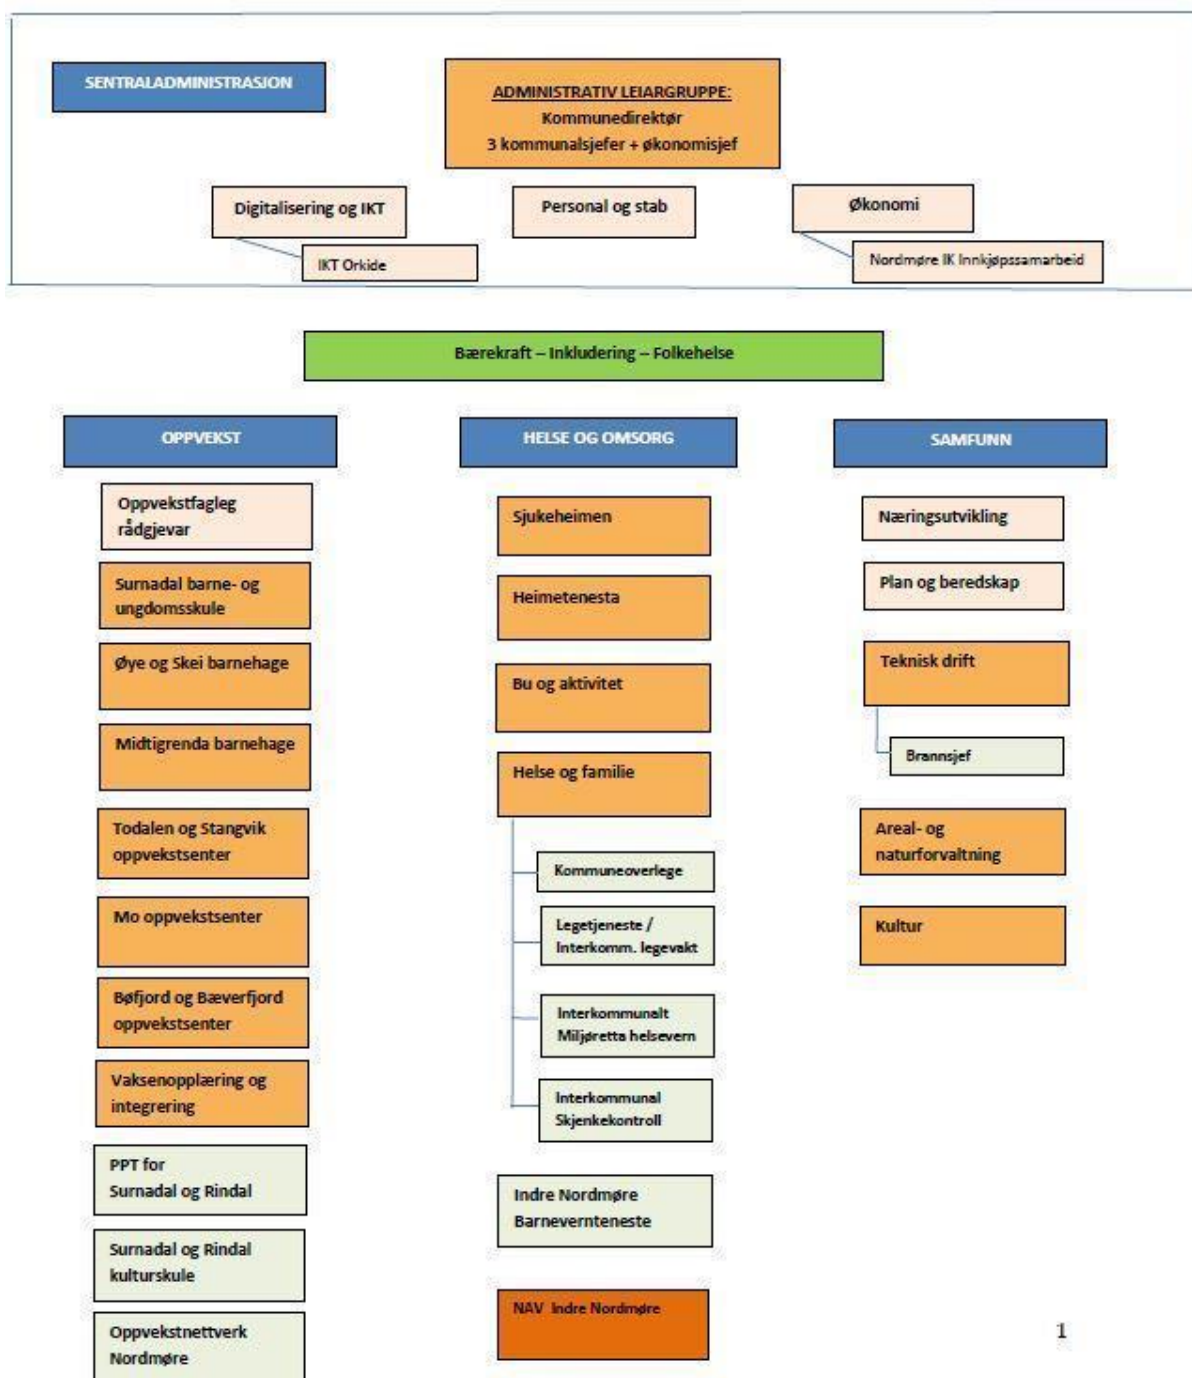 SENTRALADMINISTRASJON
ADMINISTRATIV LEIARGRUPPE:
Kommunedirektør
3 kommunalsjefer + økonomisjef
Digitalisering og IKT
Personal og stab
Økonomi
IKT Orkide
Nordmøre IK Innkjøpssamarbeid
Bærekraft – Inkludering – Folkehelse
OPPVEKST
Oppvekstfagleg
rådgjevar
Surnadal barne- og
ungdomsskule
Øye og Skei barnehage
Midtigrenda barnehage
Todalen og Stangvik
oppvekstsenter
Mo oppvekstsenter
Bøfjord og Bæverfjord
oppvekstsenter
Vaksenopplæring og
integrering
PPT for
Surnadal og Rindal
Surnadal og Rindal
kulturskule
Oppvekstnettverk
Nordmøre
HELSE OG OMSORG
Sjukeheimen
Heimetenesta
Bu og aktivitet
Helse og familie
Kommuneoverlege
Legetjeneste /
Interkomm. legevakt
Interkommunalt
Miljøretta helsevern
Interkommunal
Skjenkekontroll
Indre Nordmøre
Barnevernteneste
NAV Indre Nordmøre
SAMFUNN
Næringsutvikling
Plan og beredskap
Teknisk drift
Brannsjef
Areal- og
naturforvaltning
Kultur
1